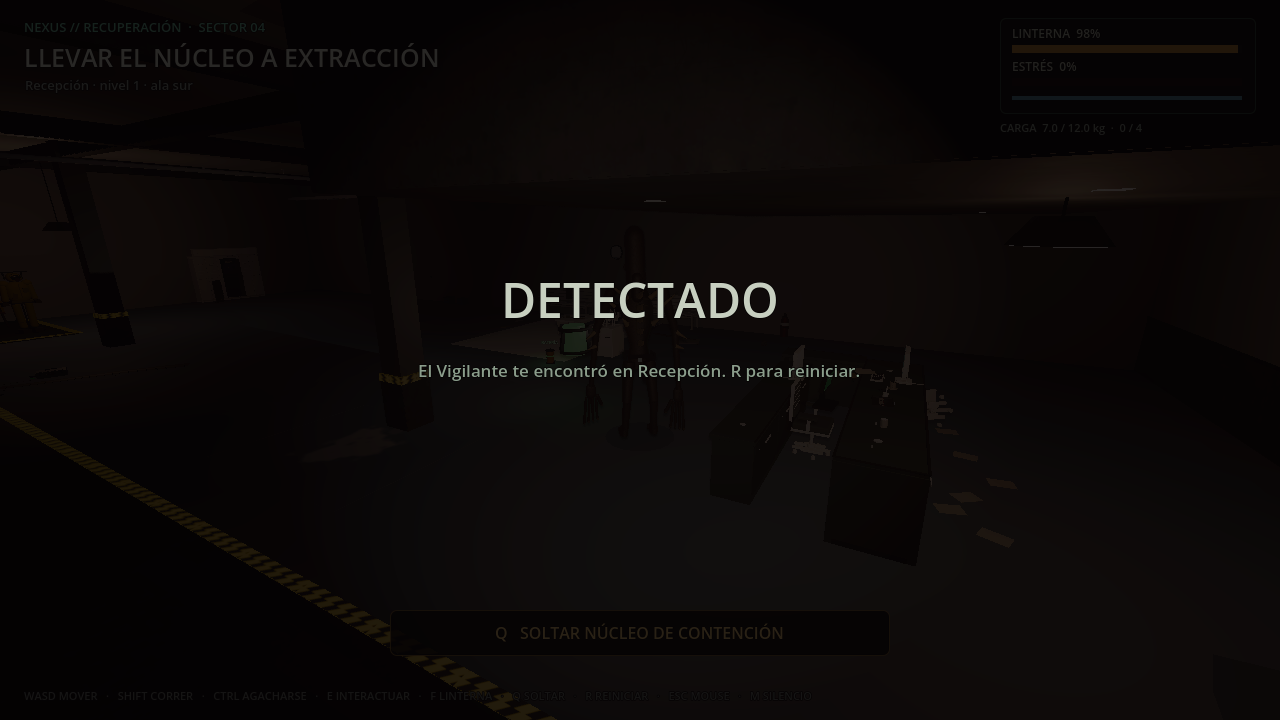 NEXUS // RECUPERACIÓN · SECTOR 04
LLEVAR EL NÚCLEO A EXTRACCIÓN
Recepción · nivel 1 · ala sur
LINTERNA 98%
ESTRÉS 0%
CARGA 7.0 / 12.0 kg · 0 / 4
DETECTADO
El Vigilante te encontró en Recepción. R para reiniciar.
Q SOLTAR NÚCLEO DE CONTENCIÓN
WASD MOVER · SHIFT CORRER · CTRL AGACHARSE · E INTERACTUAR · F LINTERNA · R REINICIAR